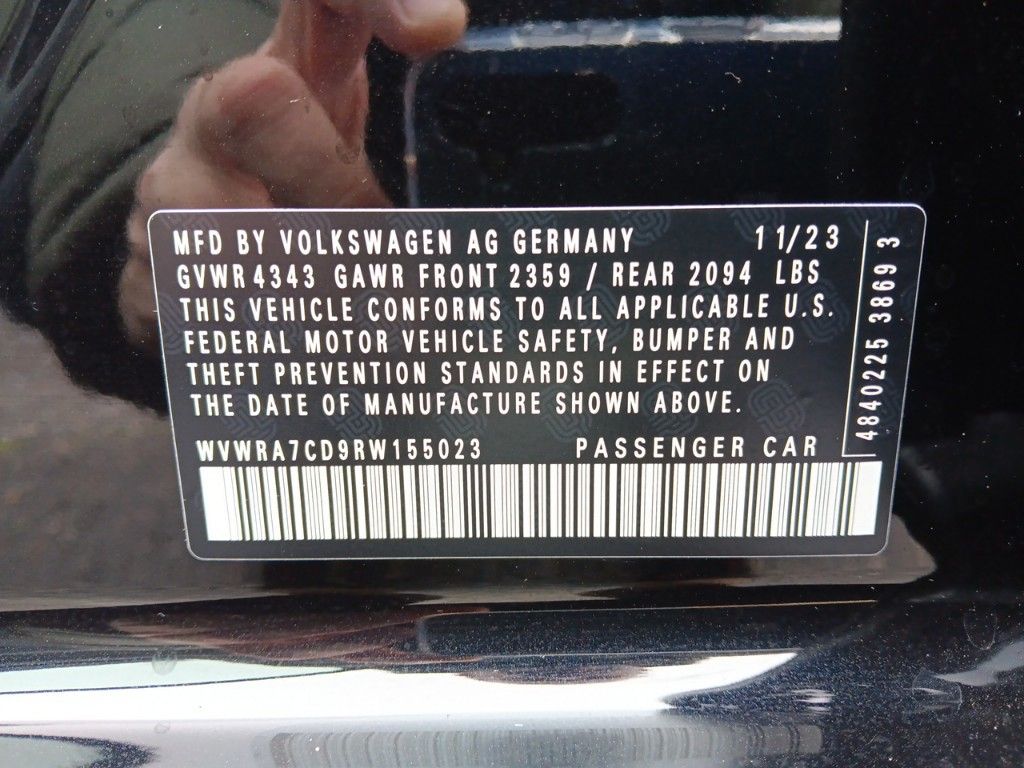 MFD BY VOLKSWAGEN AG GERMANY 11/23
GVWR 4343 GAWR FRONT 2359 / REAR 2094 LBS
THIS VEHICLE CONFORMS TO ALL APPLICABLE U.S.
FEDERAL MOTOR VEHICLE SAFETY, BUMPER AND
THEFT PREVENTION STANDARDS IN EFFECT ON
THE DATE OF MANUFACTURE SHOWN ABOVE.
WVWRA7CD9RW155023 PASSENGER CAR
4840225 3869 3